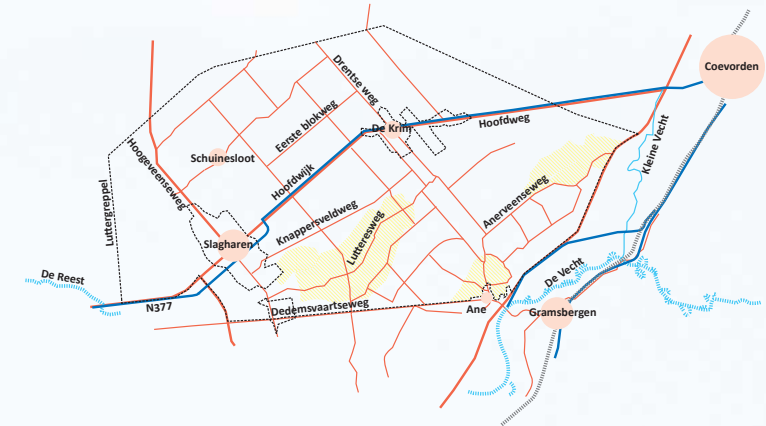 Coevorden
Drentse weg
De Krim
Hoofdweg
Eerste blokweg
Kleine Vecht
Schuinesloot
Hoofdwijk
Hoogeveenseweg
Anerveenseweg
Luttergreppel
Knappersveldweg
Lutteresweg
Slagharen
De Reest
De Vecht
N377
Dedemsvaartseweg
Ane
Gramsbergen